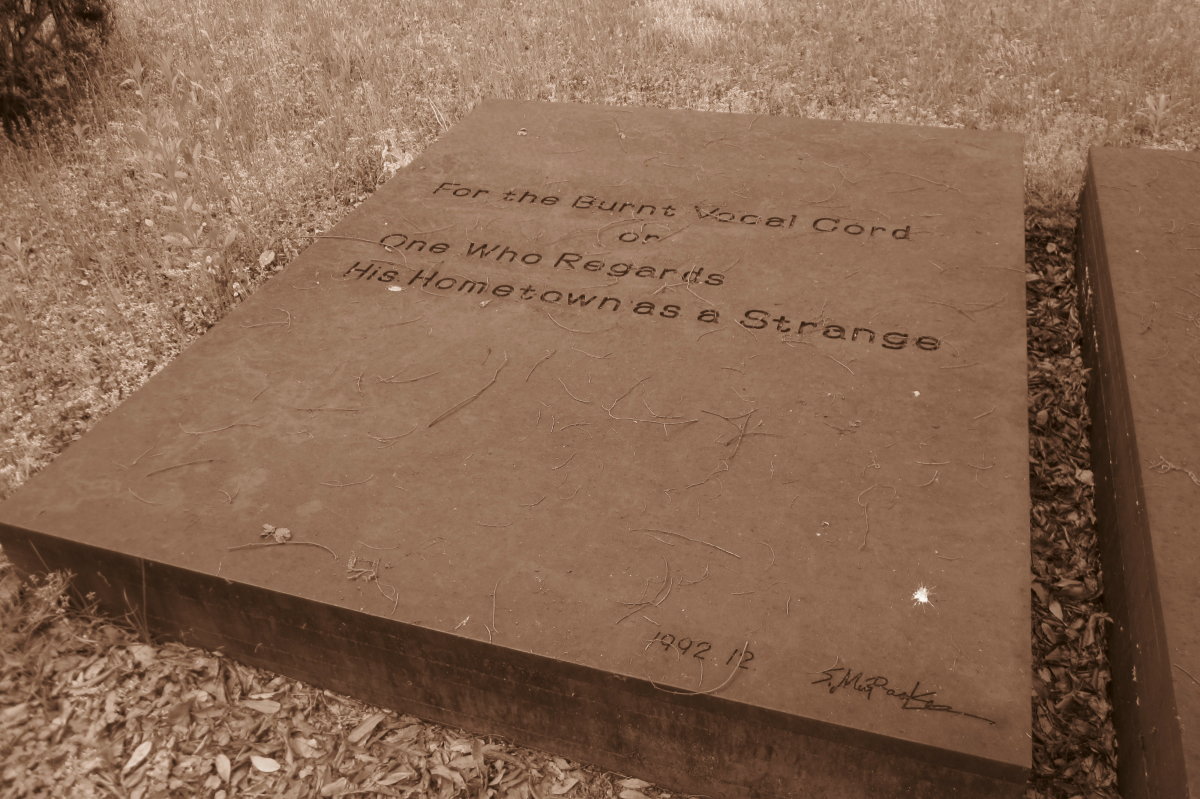 For the Burnt Vocal Cord
or
One Who Regards
His Hometown as a Strange
1992 12